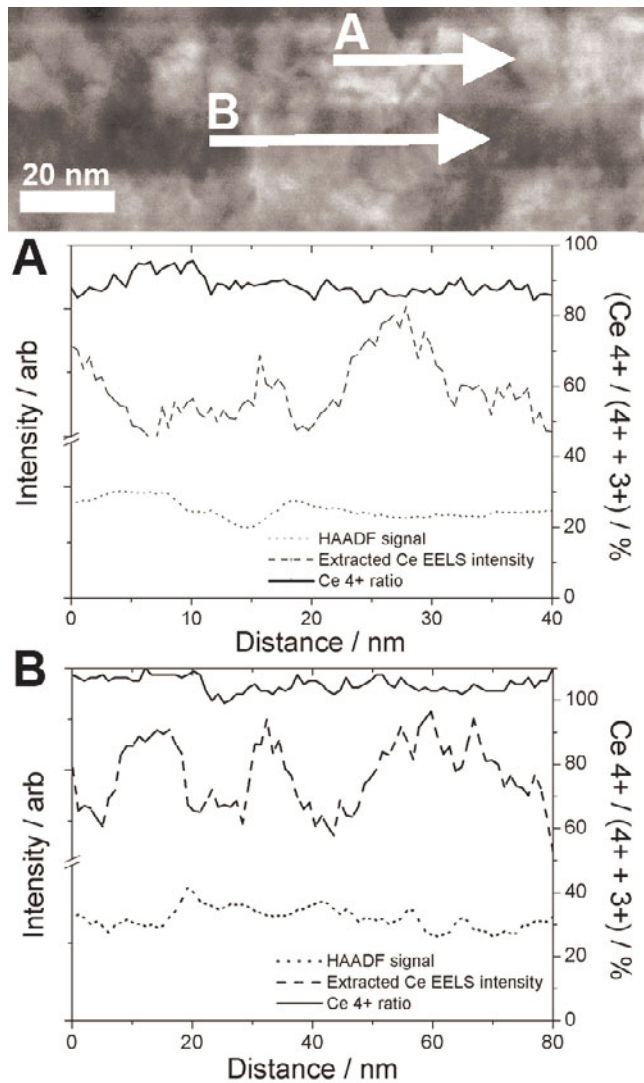 A
B
20 nm
A
100
80
60
40
20
0
Intensity / arb
(Ce 4+ / (4+ + 3+) / %
HAADF signal
Extracted Ce EELS intensity
Ce 4+ ratio
0 10 20 30 40
Distance / nm
B
100
80
60
40
20
0
Intensity / arb
Ce 4+ / (4+ + 3+) / %
HAADF signal
Extracted Ce EELS intensity
Ce 4+ ratio
0 20 30 40 50 60 70 80
Distance / nm